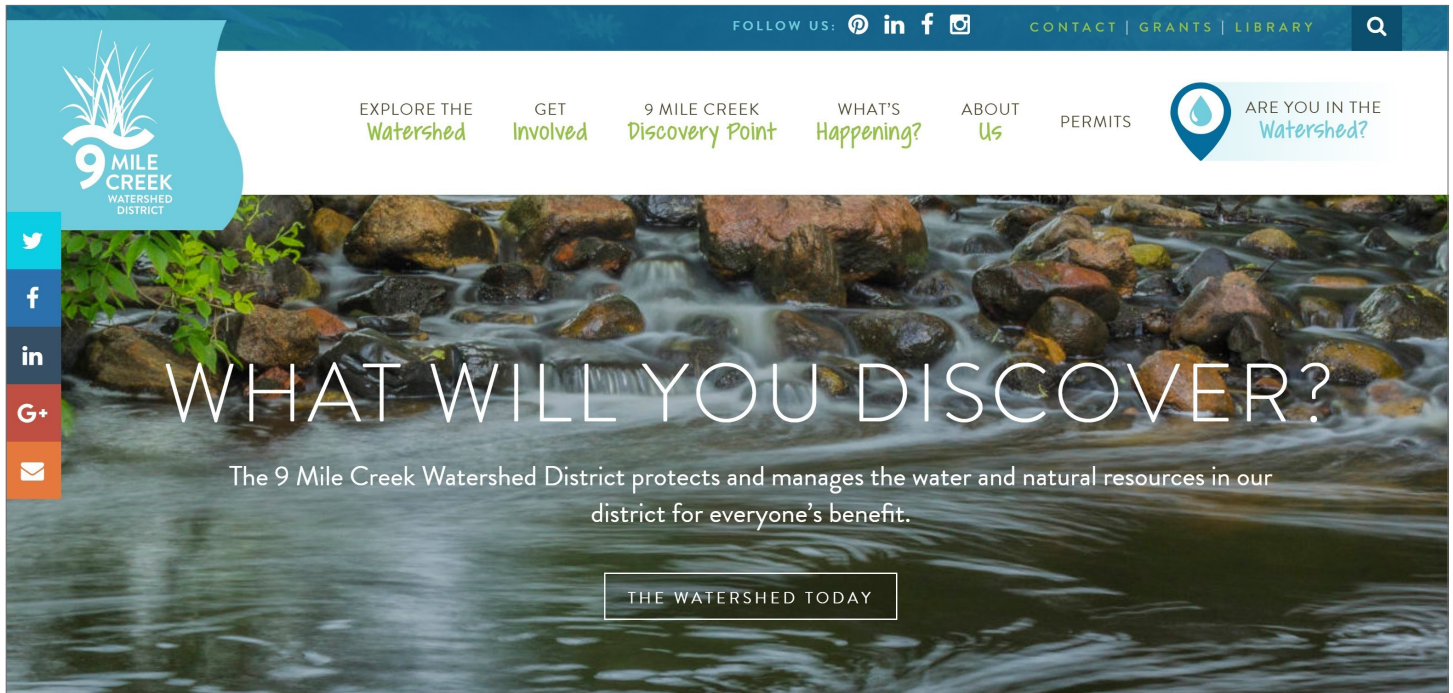 FOLLOW US:
CONTACT | GRANTS | LIBRARY
9 MILE
CREEK
WATERSHED
DISTRICT
EXPLORE THE
Watershed
GET
Involved
9 MILE CREEK
Discovery Point
WHAT'S
Happening?
ABOUT
Us
PERMITS
ARE YOU IN THE
Watershed?
WHAT WILL YOU DISCOVER?
The 9 Mile Creek Watershed District protects and manages the water and natural resources in our
district for everyone's benefit.
THE WATERSHED TODAY